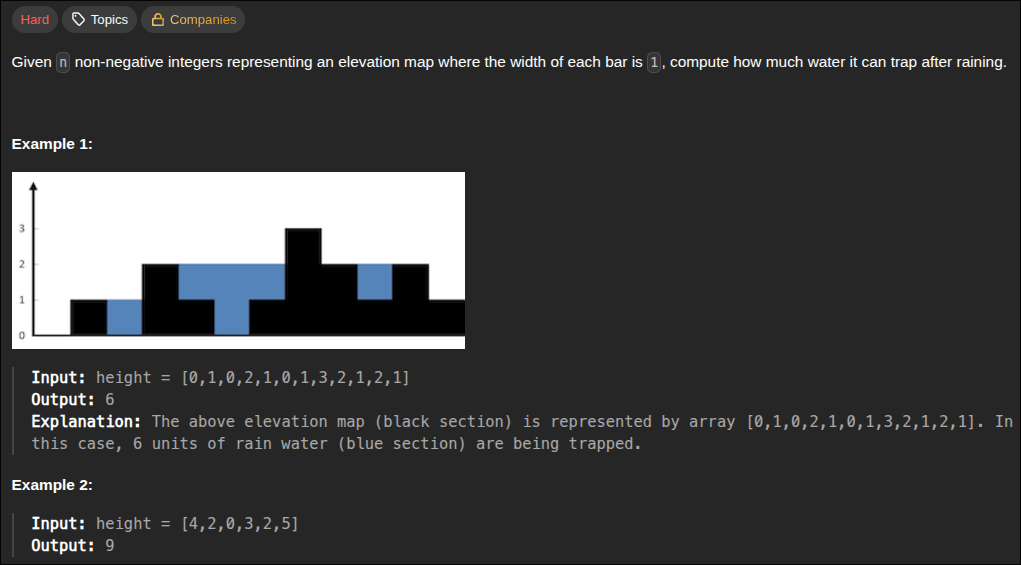 Hard Topics Companies
Given n non-negative integers representing an elevation map where the width of each bar is 1, compute how much water it can trap after raining.
Example 1:
3
2
1
0
Input: height = [0,1,0,2,1,0,1,3,2,1,2,1]
Output: 6
Explanation: The above elevation map (black section) is represented by array [0,1,0,2,1,0,1,3,2,1,2,1]. In
this case, 6 units of rain water (blue section) are being trapped.
Example 2:
Input: height = [4,2,0,3,2,5]
Output: 9